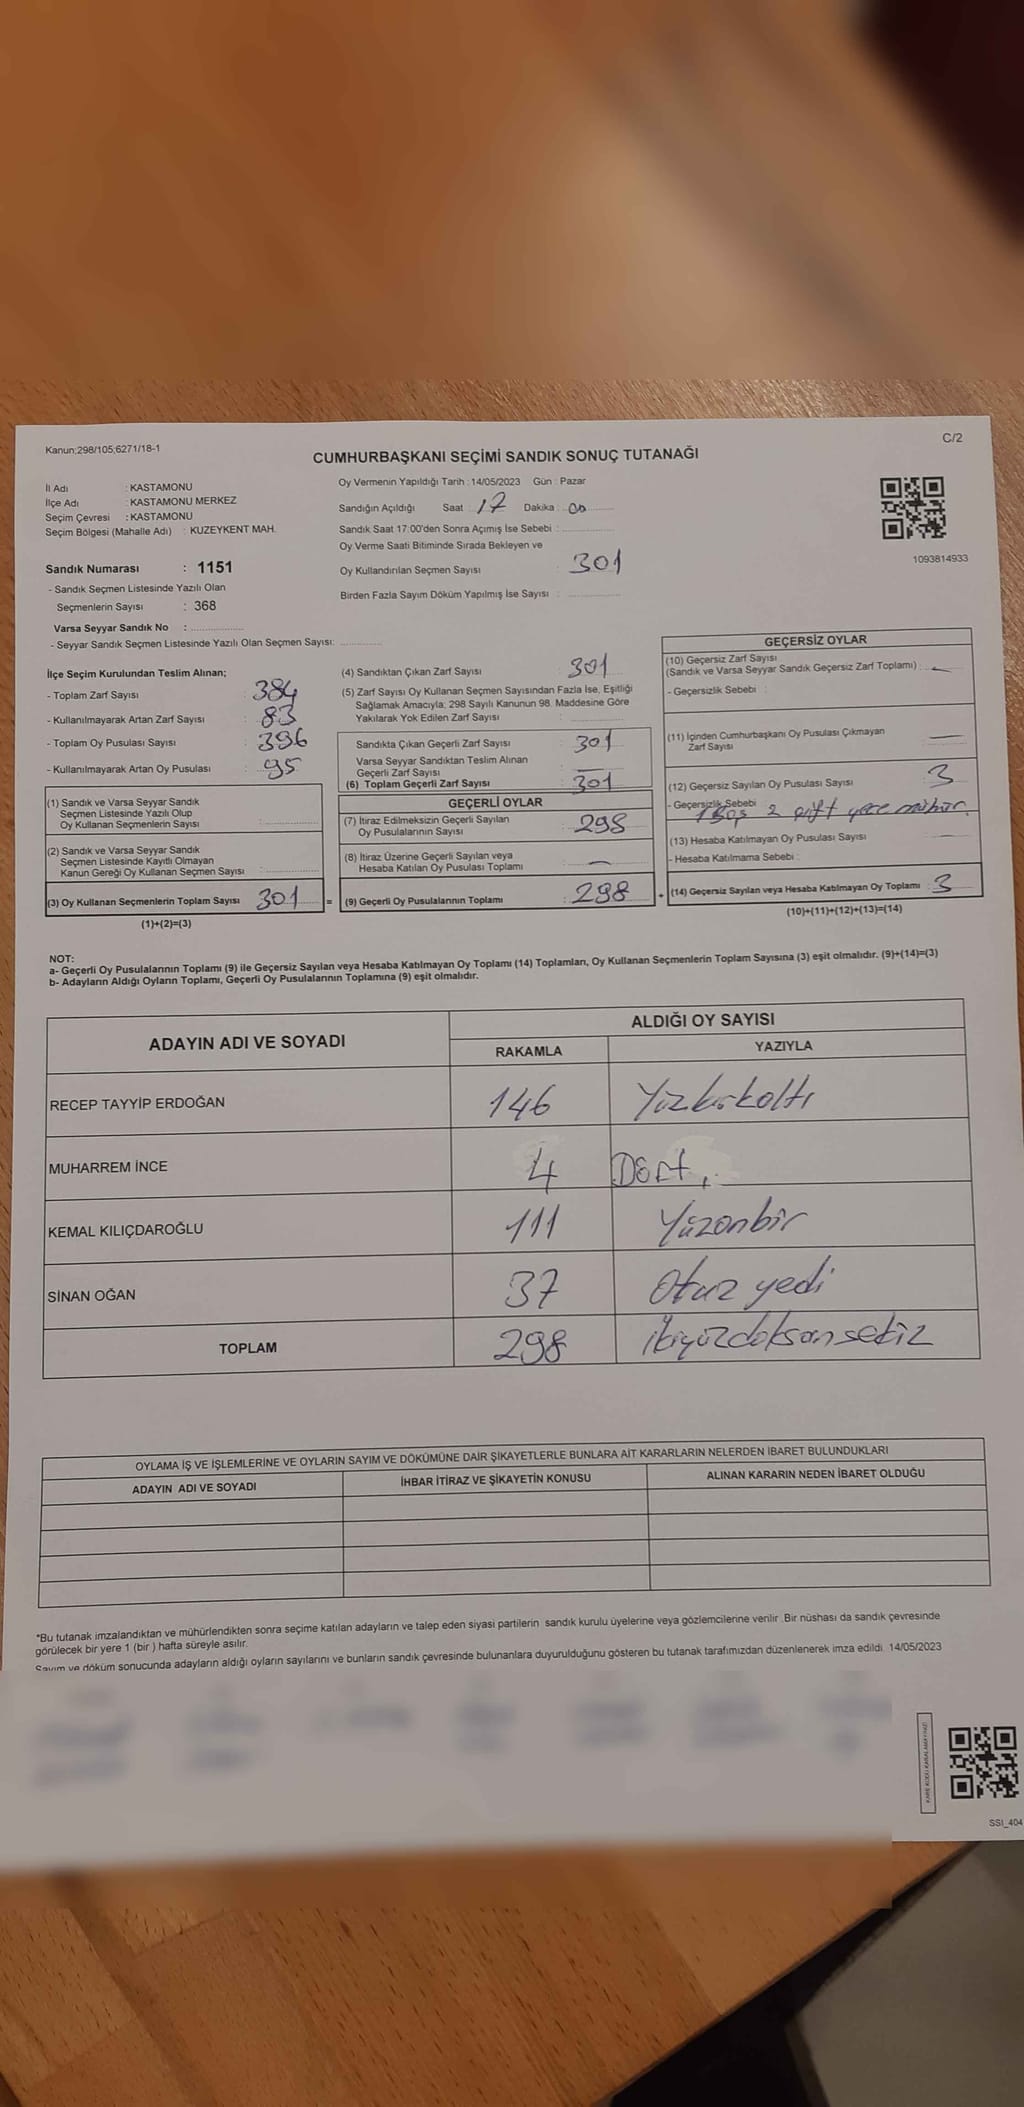 Kanun;298/105;6271/18-1
C/2
CUMHURBAŞKANI SEÇİMİ SANDIK SONUÇ TUTANAĞI
İl Adı : KASTAMONU
İlçe Adı : KASTAMONU MERKEZ
Seçim Çevresi : KASTAMONU
Seçim Bölgesi (Mahalle Adı) : KUZEYKENT MAH.
Sandık Numarası : 1151
- Sandık Seçmen Listesinde Yazılı Olan
Seçmenlerin Sayısı : 368
Varsa Seyyar Sandık No :
- Seyyar Sandık Seçmen Listesinde Yazılı Olan Seçmen Sayısı:
Oy Vermenin Yapıldığı Tarih : 14/05/2023 Gün : Pazar
Sandığın Açıldığı Saat : 17 Dakika : 00
Sandık Saat 17:00'den Sonra Açımış İse Sebebi :
Oy Verme Saati Bitiminde Sırada Bekleyen ve
Oy Kullandırılan Seçmen Sayısı : 301
Birden Fazla Sayım Döküm Yapılmış İse Sayısı :
1093814933
İlçe Seçim Kurulundan Teslim Alınan;
- Toplam Zarf Sayısı : 384
- Kullanılmayarak Artan Zarf Sayısı : 83
- Toplam Oy Pusulası Sayısı : 396
- Kullanılmayarak Artan Oy Pusulası : 95
(1) Sandık ve Varsa Seyyar Sandık
Seçmen Listesinde Yazılı Olup
Oy Kullanan Seçmenlerin Sayısı :
(2) Sandık ve Varsa Seyyar Sandık
Seçmen Listesinde Kayıtlı Olmayan
Kanun Gereği Oy Kullanan Seçmen Sayısı :
(3) Oy Kullanan Seçmenlerin Toplam Sayısı 301 =
(1)+(2)=(3)
(4) Sandıktan Çıkan Zarf Sayısı : 301
(5) Zarf Sayısı Oy Kullanan Seçmen Sayısından Fazla İse, Eşitliği
Sağlamak Amacıyla; 298 Sayılı Kanunun 98. Maddesine Göre
Yakılarak Yok Edilen Zarf Sayısı :
Sandıkta Çıkan Geçerli Zarf Sayısı : 301
Varsa Seyyar Sandıktan Teslim Alınan
Geçerli Zarf Sayısı : —
(6) Toplam Geçerli Zarf Sayısı : 301
GEÇERLİ OYLAR
(7) İtiraz Edilmeksizin Geçerli Sayılan
Oy Pusulalarının Sayısı : 298
(8) İtiraz Üzerine Geçerli Sayılan veya
Hesaba Katılan Oy Pusulası Toplamı : —
(9) Geçerli Oy Pusulalarının Toplamı : 298 +
GEÇERSİZ OYLAR
(10) Geçersiz Zarf Sayısı
(Sandık ve Varsa Seyyar Sandık Geçersiz Zarf Toplamı) : —
- Geçersizlik Sebebi :
(11) İçinden Cumhurbaşkanı Oy Pusulası Çıkmayan
Zarf Sayısı : —
(12) Geçersiz Sayılan Oy Pusulası Sayısı : 3
- Geçersizlik Sebebi : 1 Boş 2 çift yere mühür.
(13) Hesaba Katılmayan Oy Pusulası Sayısı :
- Hesaba Katılmama Sebebi :
(14) Geçersiz Sayılan veya Hesaba Katılmayan Oy Toplamı : 3
(10)+(11)+(12)+(13)=(14)
NOT:
a- Geçerli Oy Pusulalarının Toplamı (9) ile Geçersiz Sayılan veya Hesaba Katılmayan Oy Toplamı (14) Toplamları, Oy Kullanan Seçmenlerin Toplam Sayısına (3) eşit olmalıdır. (9)+(14)=(3)
b- Adayların Aldığı Oyların Toplamı, Geçerli Oy Pusulalarının Toplamına (9) eşit olmalıdır.
ADAYIN ADI VE SOYADI
ALDIĞI OY SAYISI
RAKAMLA YAZIYLA
RECEP TAYYİP ERDOĞAN 146 Yüzkırkaltı
MUHARREM İNCE 4 Dört.
KEMAL KILIÇDAROĞLU 111 Yüzonbir
SİNAN OĞAN 37 Otuz yedi
TOPLAM 298 ikiyüzdoksansekiz
OYLAMA İŞ VE İŞLEMLERİNE VE OYLARIN SAYIM VE DÖKÜMÜNE DAİR ŞİKAYETLERLE BUNLARA AİT KARARLARIN NELERDEN İBARET BULUNDUKLARI
ADAYIN ADI VE SOYADI İHBAR İTİRAZ VE ŞİKAYETİN KONUSU ALINAN KARARIN NEDEN İBARET OLDUĞU
*Bu tutanak imzalandıktan ve mühürlendikten sonra seçime katılan adayların ve talep eden siyasi partilerin sandık kurulu üyelerine veya gözlemcilerine verilir. Bir nüshası da sandık çevresinde
görülecek bir yere 1 (bir) hafta süreyle asılır.
Sayım ve döküm sonucunda adayların aldığı oyların sayılarını ve bunların sandık çevresinde bulunanlara duyurulduğunu gösteren bu tutanak tarafımızdan düzenlenerek imza edildi. 14/05/2023
SSI_404